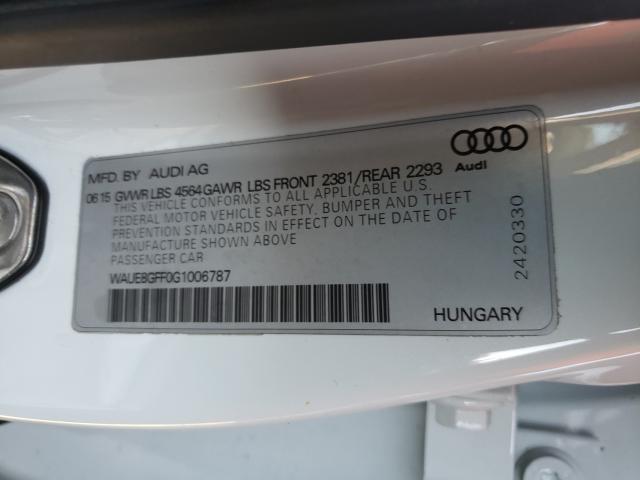 MFD. BY AUDI AG
Audi
0615 GVWR LBS 4564 GAWR LBS FRONT 2381/REAR 2293
THIS VEHICLE CONFORMS TO ALL APPLICABLE U.S.
FEDERAL MOTOR VEHICLE SAFETY, BUMPER AND THEFT
PREVENTION STANDARDS IN EFFECT ON THE DATE OF
MANUFACTURE SHOWN ABOVE
PASSENGER CAR
WAUE8GFF0G1006787
HUNGARY
2420330